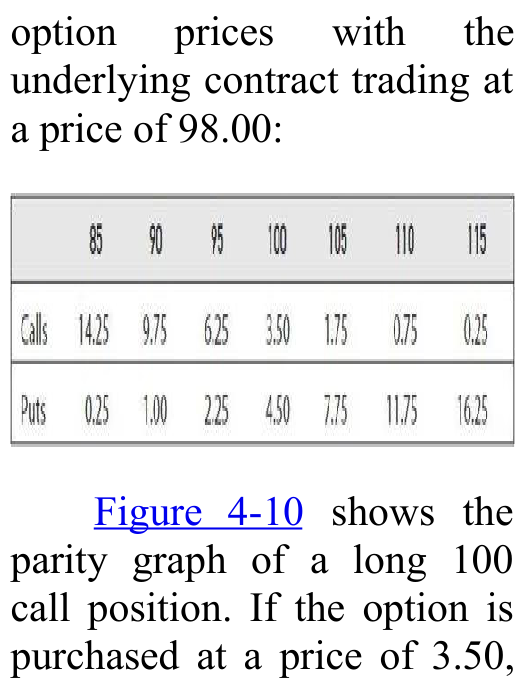 option prices with the
underlying contract trading at
a price of 98.00:
85 90 95 100 105 110 115
Calls 14.25 9.75 6.25 3.50 1.75 0.75 0.25
Puts 0.25 1.00 2.25 4.50 7.75 11.75 16.25
Figure 4-10 shows the
parity graph of a long 100
call position. If the option is
purchased at a price of 3.50,